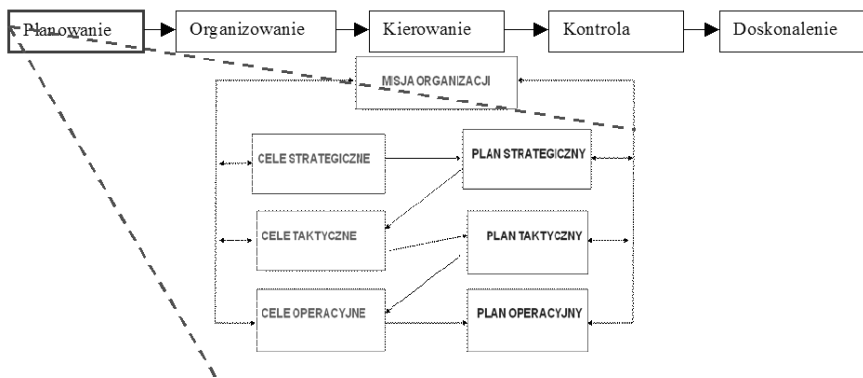 Planowanie
Organizowanie
Kierowanie
Kontrola
Doskonalenie
MISJA ORGANIZACJI
CELE STRATEGICZNE
PLAN STRATEGICZNY
CELE TAKTYCZNE
PLAN TAKTYCZNY
CELE OPERACYJNE
PLAN OPERACYJNY